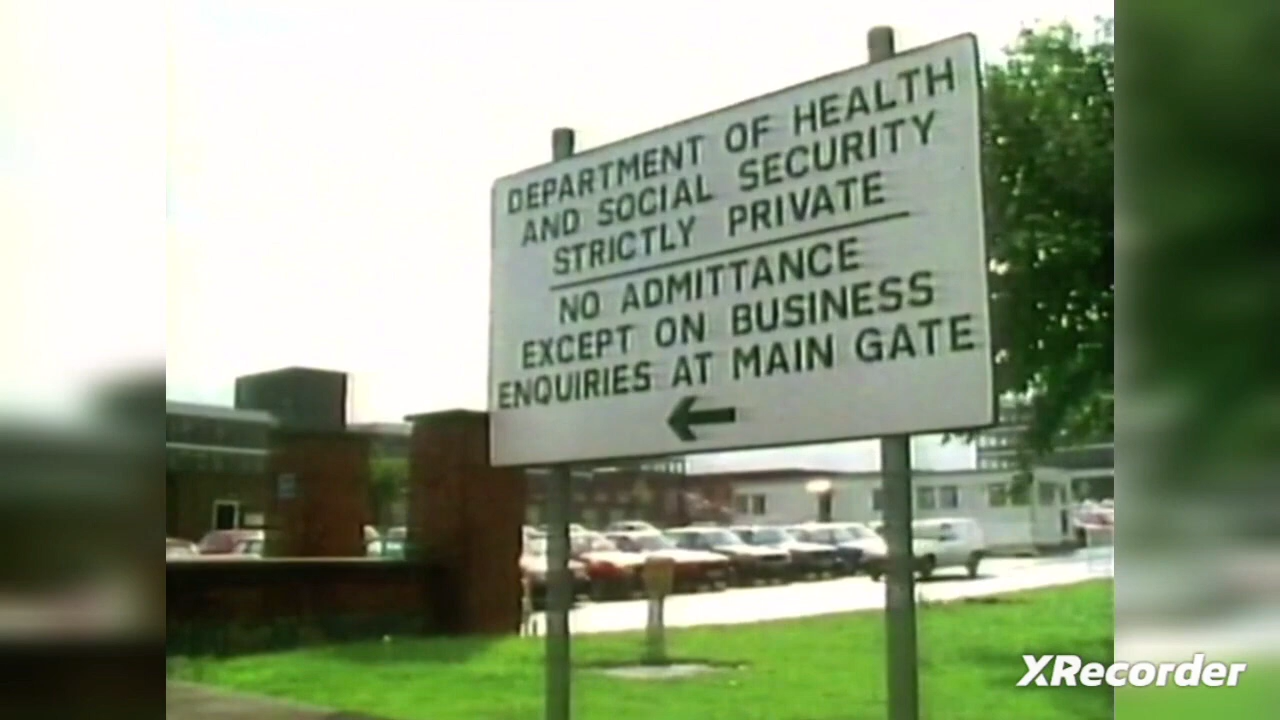 DEPARTMENT OF HEALTH
AND SOCIAL SECURITY
STRICTLY PRIVATE
NO ADMITTANCE
EXCEPT ON BUSINESS
ENQUIRIES AT MAIN GATE
XRecorder